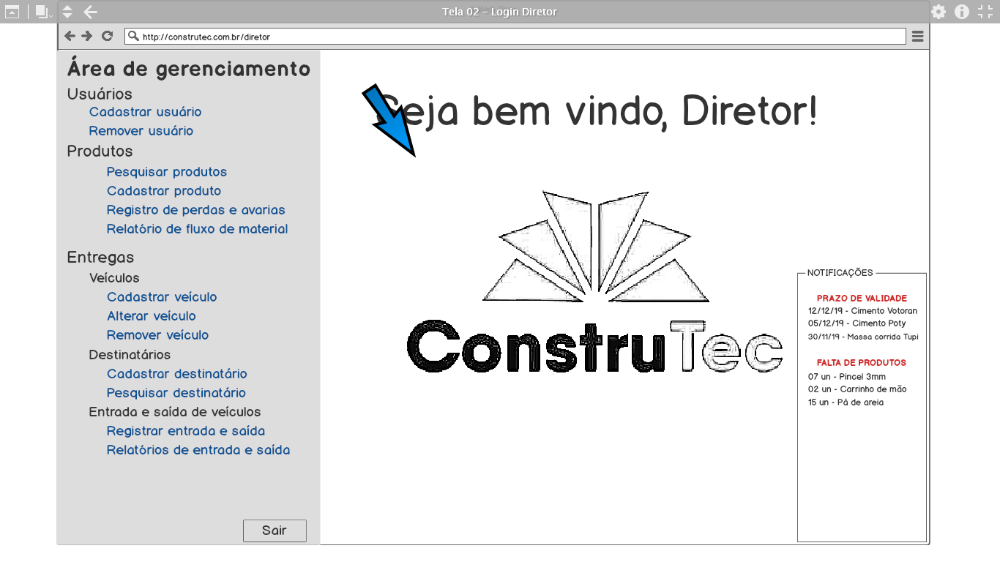 Tela 02 - Login Diretor
http://construtec.com.br/diretor
Área de gerenciamento
Usuários
Cadastrar usuário
Remover usuário
Produtos
Pesquisar produtos
Cadastrar produto
Registro de perdas e avarias
Relatório de fluxo de material
Entregas
Veículos
Cadastrar veículo
Alterar veículo
Remover veículo
Destinatários
Cadastrar destinatário
Pesquisar destinatário
Entrada e saída de veículos
Registrar entrada e saída
Relatórios de entrada e saída
Sair
Seja bem vindo, Diretor!
ConstruTec
NOTIFICAÇÕES
PRAZO DE VALIDADE
12/12/19 - Cimento Votoran
05/12/19 - Cimento Poty
30/11/19 - Massa corrida Tupi
FALTA DE PRODUTOS
07 un - Pincel 3mm
02 un - Carrinho de mão
15 un - Pá de areia